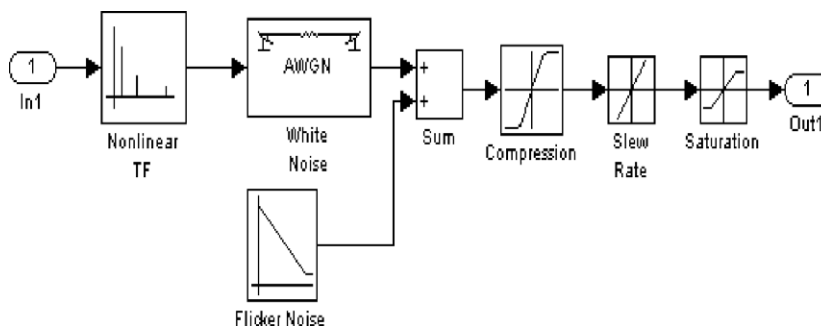 1
In1
Nonlinear
TF
AWGN
White
Noise
Flicker Noise
+
+
Sum
Compression
Slew
Rate
Saturation
1
Out1